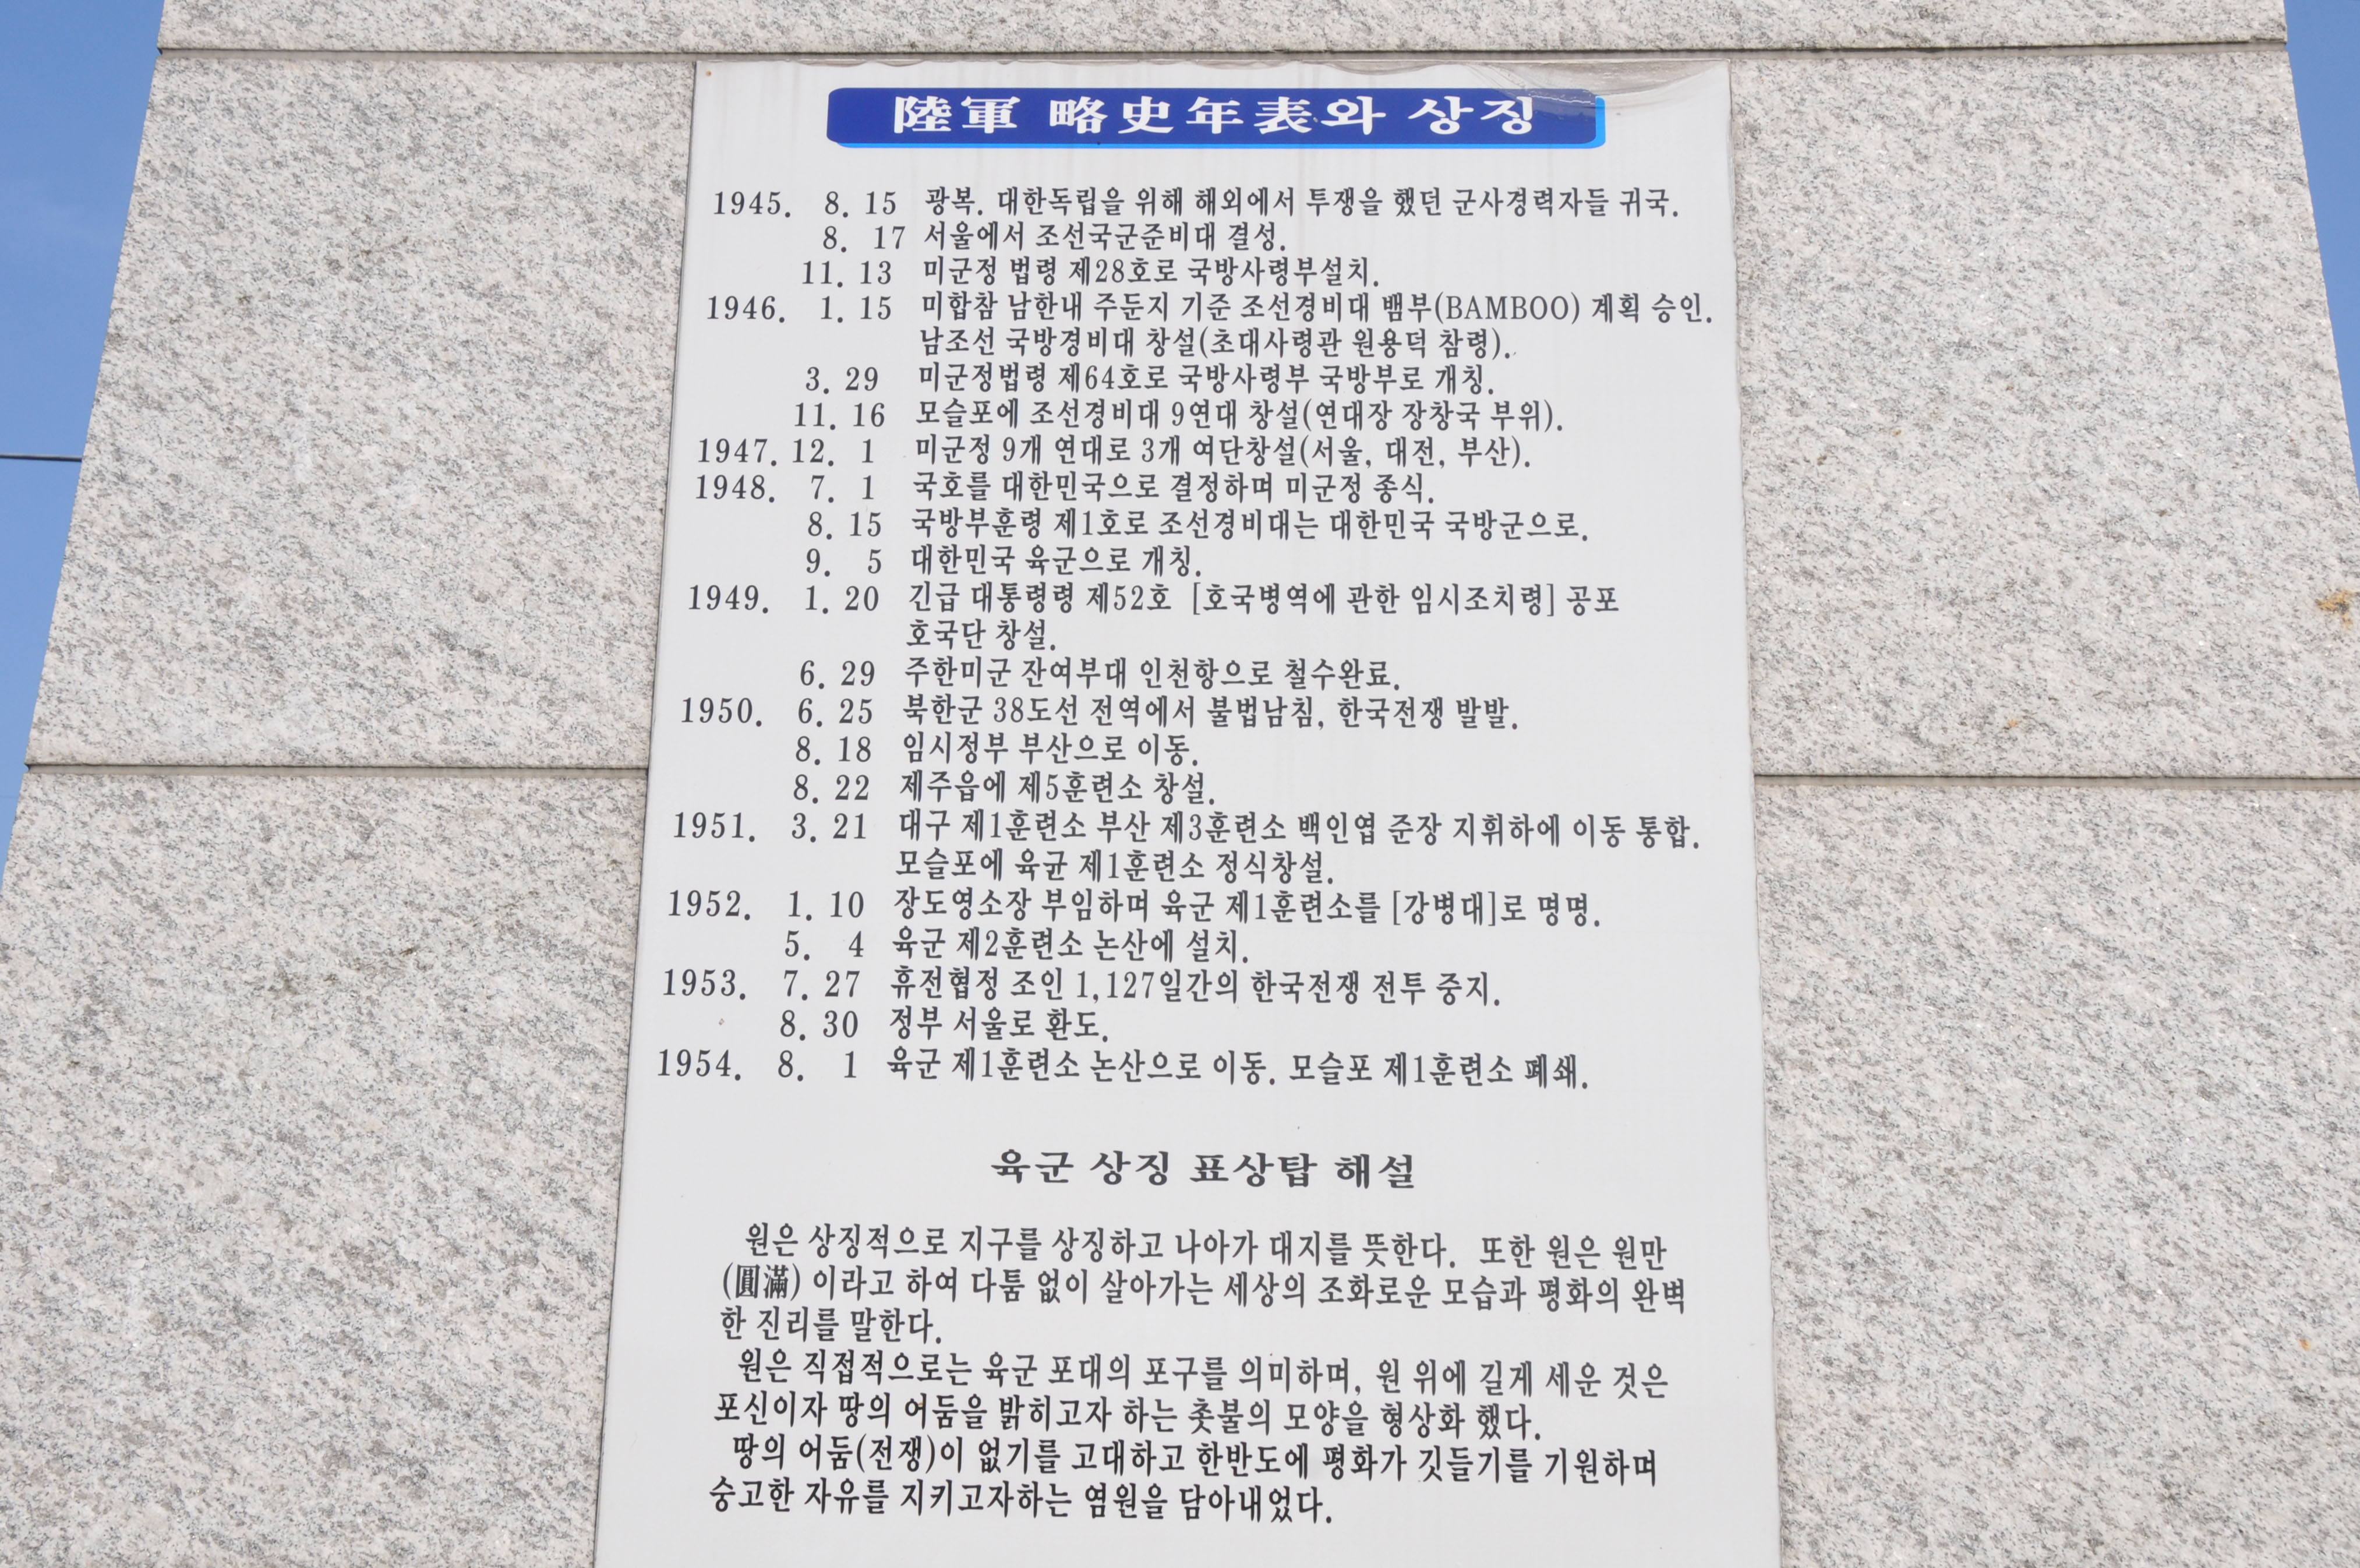 陸軍 略史年表와 상징
1945. 8. 15 광복. 대한독립을 위해 해외에서 투쟁을 했던 군사경력자들 귀국.
8. 17 서울에서 조선국군준비대 결성.
11. 13 미군정 법령 제28호로 국방사령부설치.
1946. 1. 15 미합참 남한내 주둔지 기준 조선경비대 뱀부(BAMBOO) 계획 승인.
남조선 국방경비대 창설(초대사령관 원용덕 참령).
3. 29 미군정법령 제64호로 국방사령부 국방부로 개칭.
11. 16 모슬포에 조선경비대 9연대 창설(연대장 장창국 부위).
1947. 12. 1 미군정 9개 연대로 3개 여단창설(서울, 대전, 부산).
1948. 7. 1 국호를 대한민국으로 결정하며 미군정 종식.
8. 15 국방부훈령 제1호로 조선경비대는 대한민국 국방군으로.
9. 5 대한민국 육군으로 개칭.
1949. 1. 20 긴급 대통령령 제52호 [호국병역에 관한 임시조치령] 공포
호국단 창설.
6. 29 주한미군 잔여부대 인천항으로 철수완료.
1950. 6. 25 북한군 38도선 전역에서 불법남침, 한국전쟁 발발.
8. 18 임시정부 부산으로 이동.
8. 22 제주읍에 제5훈련소 창설.
1951. 3. 21 대구 제1훈련소 부산 제3훈련소 백인엽 준장 지휘하에 이동 통합.
모슬포에 육균 제1훈련소 정식창설.
1952. 1. 10 장도영소장 부임하며 육군 제1훈련소를 [강병대]로 명명.
5. 4 육군 제2훈련소 논산에 설치.
1953. 7. 27 휴전협정 조인 1,127일간의 한국전쟁 전투 중지.
8. 30 정부 서울로 환도.
1954. 8. 1 육군 제1훈련소 논산으로 이동. 모슬포 제1훈련소 폐쇄.
육군 상징 표상탑 해설
원은 상징적으로 지구를 상징하고 나아가 대지를 뜻한다. 또한 원은 원만
(圓滿) 이라고 하여 다툼 없이 살아가는 세상의 조화로운 모습과 평화의 완벽
한 진리를 말한다.
원은 직접적으로는 육군 포대의 포구를 의미하며, 원 위에 길게 세운 것은
포신이자 땅의 어둠을 밝히고자 하는 촛불의 모양을 형상화 했다.
땅의 어둠(전쟁)이 없기를 고대하고 한반도에 평화가 깃들기를 기원하며
숭고한 자유를 지키고자하는 염원을 담아내었다.